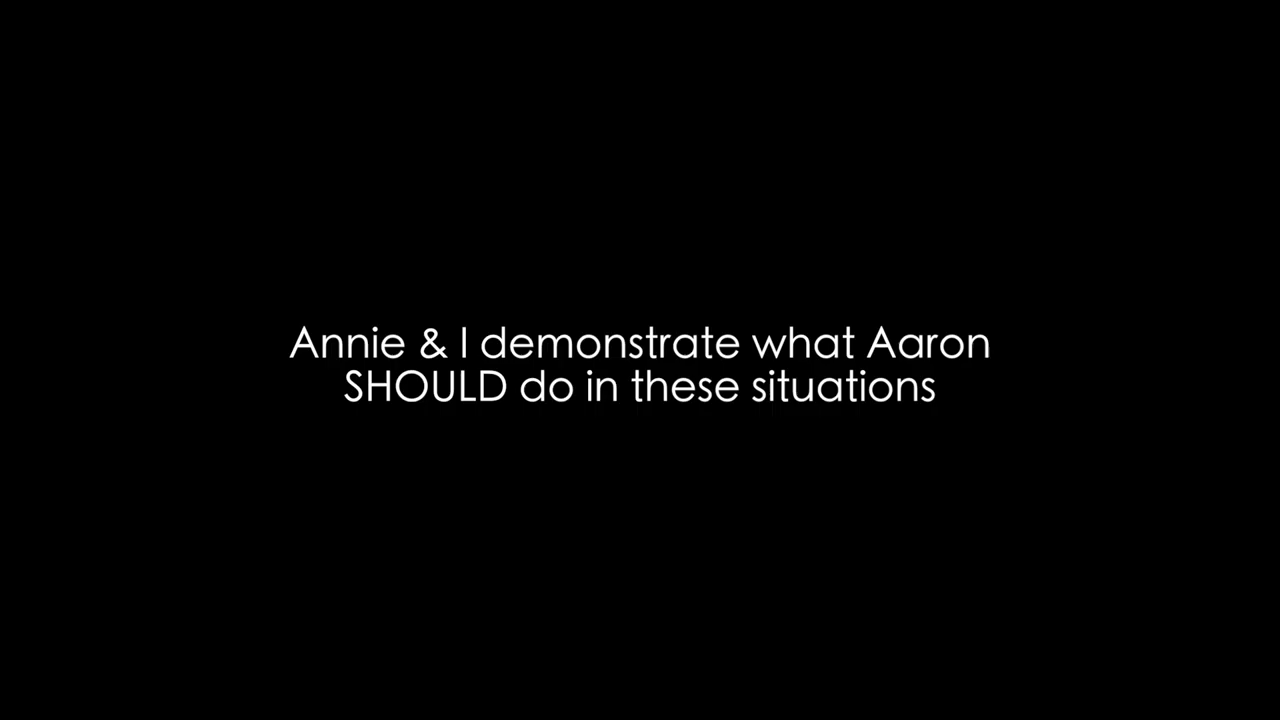 Annie & I demonstrate what Aaron
SHOULD do in these situations